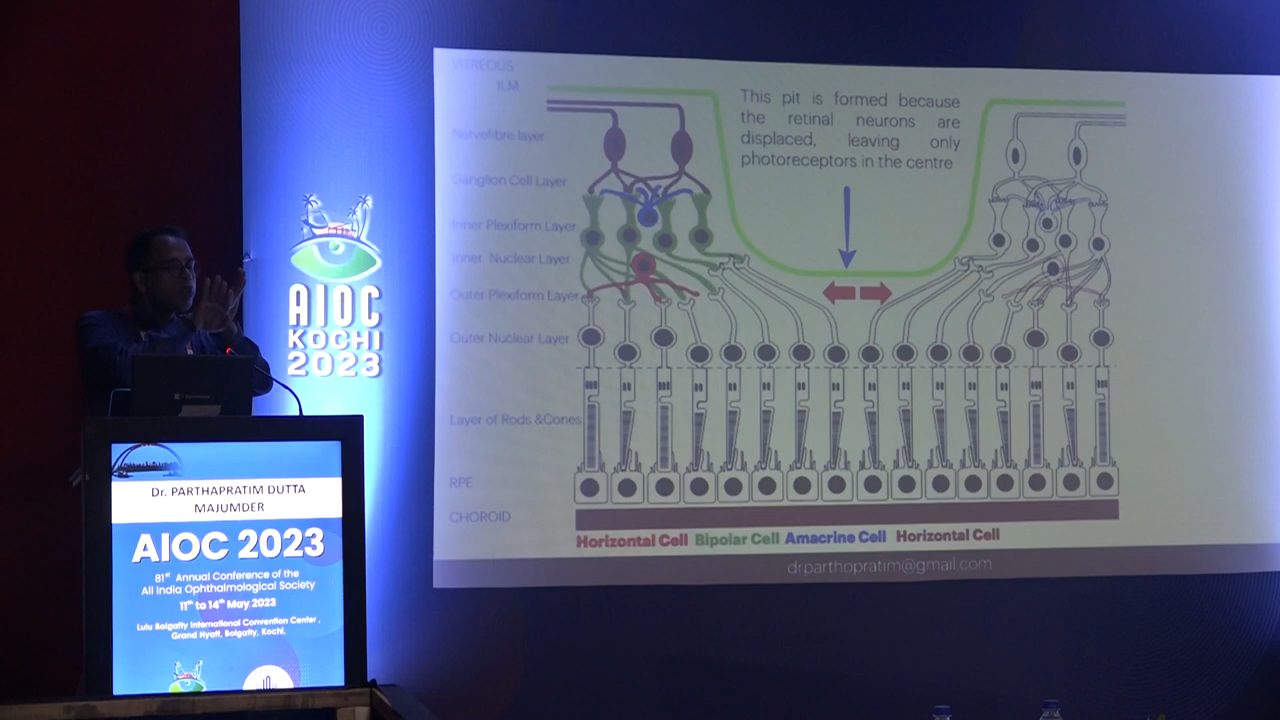 VITREOUS
ILM
Nervefibre layer
Ganglion Cell Layer
Inner Plexiform Layer
Inner Nuclear Layer
Outer Plexiform Layer
Outer Nuclear Layer
Layer of Rods &Cones
RPE
CHOROID
This pit is formed because
the retinal neurons are
displaced, leaving only
photoreceptors in the centre
Horizontal Cell Bipolar Cell Amacrine Cell Horizontal Cell
drparthopratim@gmail.com
AIOC
KOCHI
2023
Dr. PARTHAPRATIM DUTTA
MAJUMDER
AIOC 2023
81st Annual Conference of the
All India Ophthalmological Society
11th to 14th May 2023
Lulu Bolgatty International Convention Center,
Grand Hyatt, Bolgatty, Kochi.